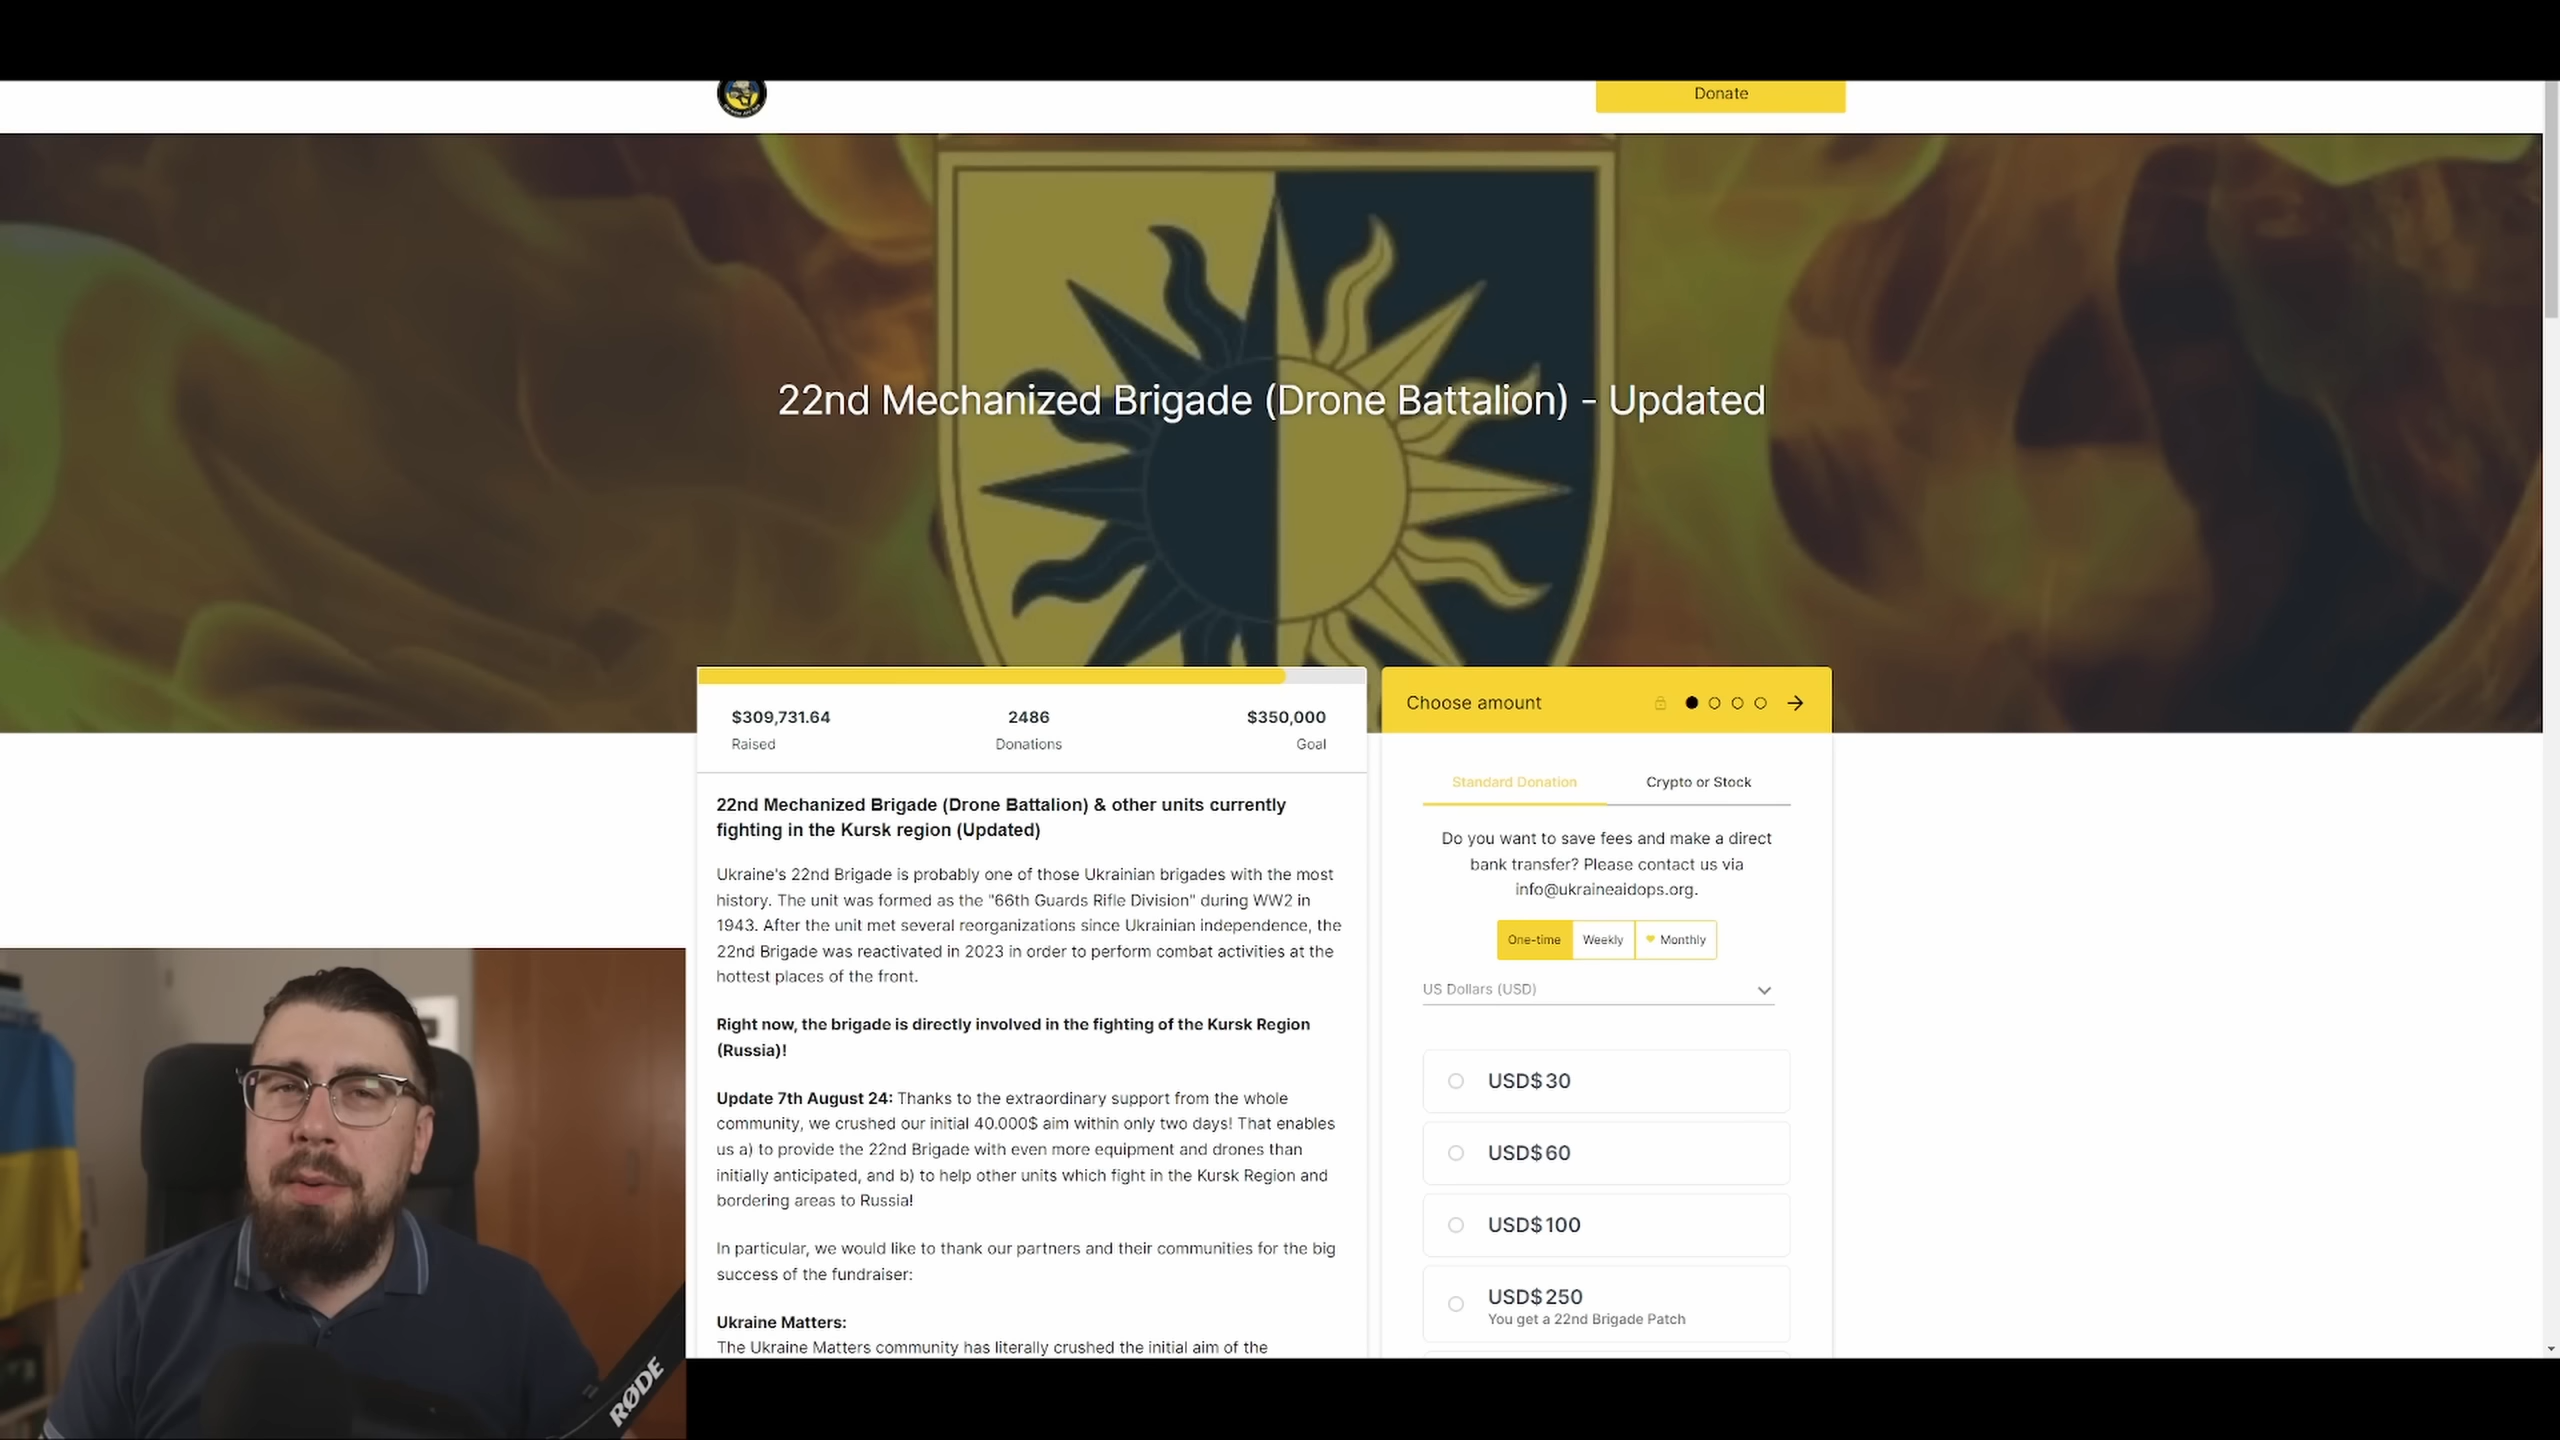 Donate
22nd Mechanized Brigade (Drone Battalion) - Updated
$309,731.64
Raised
2486
Donations
$350,000
Goal
22nd Mechanized Brigade (Drone Battalion) & other units currently
fighting in the Kursk region (Updated)
Ukraine's 22nd Brigade is probably one of those Ukrainian brigades with the most
history. The unit was formed as the "66th Guards Rifle Division" during WW2 in
1943. After the unit met several reorganizations since Ukrainian independence, the
22nd Brigade was reactivated in 2023 in order to perform combat activities at the
hottest places of the front.
Right now, the brigade is directly involved in the fighting of the Kursk Region
(Russia)!
Update 7th August 24: Thanks to the extraordinary support from the whole
community, we crushed our initial 40.000$ aim within only two days! That enables
us a) to provide the 22nd Brigade with even more equipment and drones than
initially anticipated, and b) to help other units which fight in the Kursk Region and
bordering areas to Russia!
In particular, we would like to thank our partners and their communities for the big
success of the fundraiser:
Ukraine Matters:
The Ukraine Matters community has literally crushed the initial aim of the
Choose amount
Standard Donation
Crypto or Stock
Do you want to save fees and make a direct
bank transfer? Please contact us via
info@ukraineaidops.org.
One-time
Weekly
Monthly
US Dollars (USD)
USD$30
USD$60
USD$100
USD$250
You get a 22nd Brigade Patch
RØDE